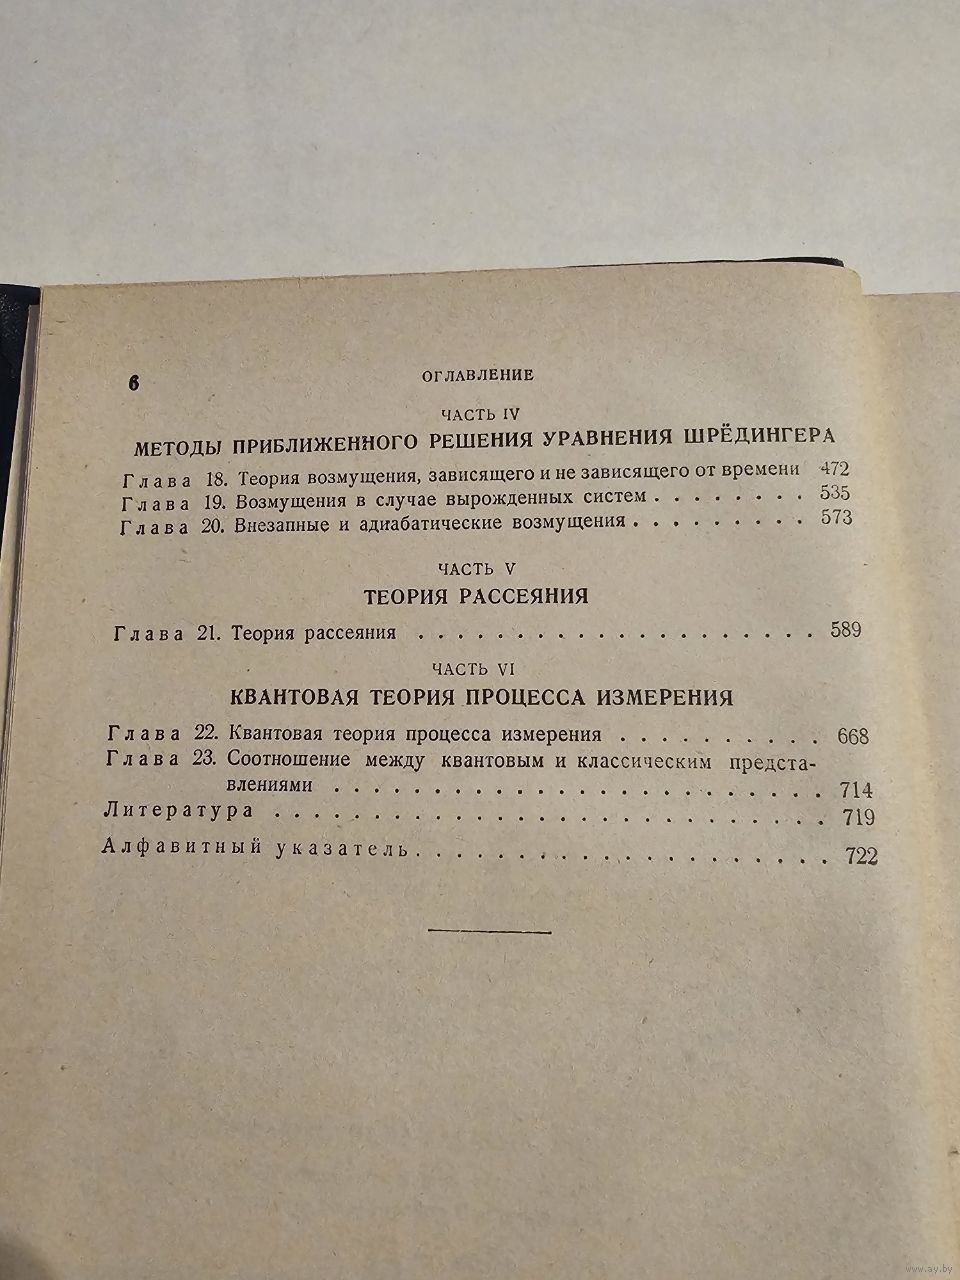 6 ОГЛАВЛЕНИЕ
ЧАСТЬ IV
МЕТОДЫ ПРИБЛИЖЕННОГО РЕШЕНИЯ УРАВНЕНИЯ ШРЁДИНГЕРА
Глава 18. Теория возмущения, зависящего и не зависящего от времени 472
Глава 19. Возмущения в случае вырожденных систем . . . . . . . . 535
Глава 20. Внезапные и адиабатические возмущения . . . . . . . . . 573
ЧАСТЬ V
ТЕОРИЯ РАССЕЯНИЯ
Глава 21. Теория рассеяния . . . . . . . . . . . . . . . . . . . . 589
ЧАСТЬ VI
КВАНТОВАЯ ТЕОРИЯ ПРОЦЕССА ИЗМЕРЕНИЯ
Глава 22. Квантовая теория процесса измерения . . . . . . . . . . 668
Глава 23. Соотношение между квантовым и классическим предста-
влениями . . . . . . . . . . . . . . . . . . . . . . . . . 714
Литература . . . . . . . . . . . . . . . . . . . . . . . . . . . . 719
Алфавитный указатель . . . . . . . . . . . . . . . . . . . . . 722
www.ay.by